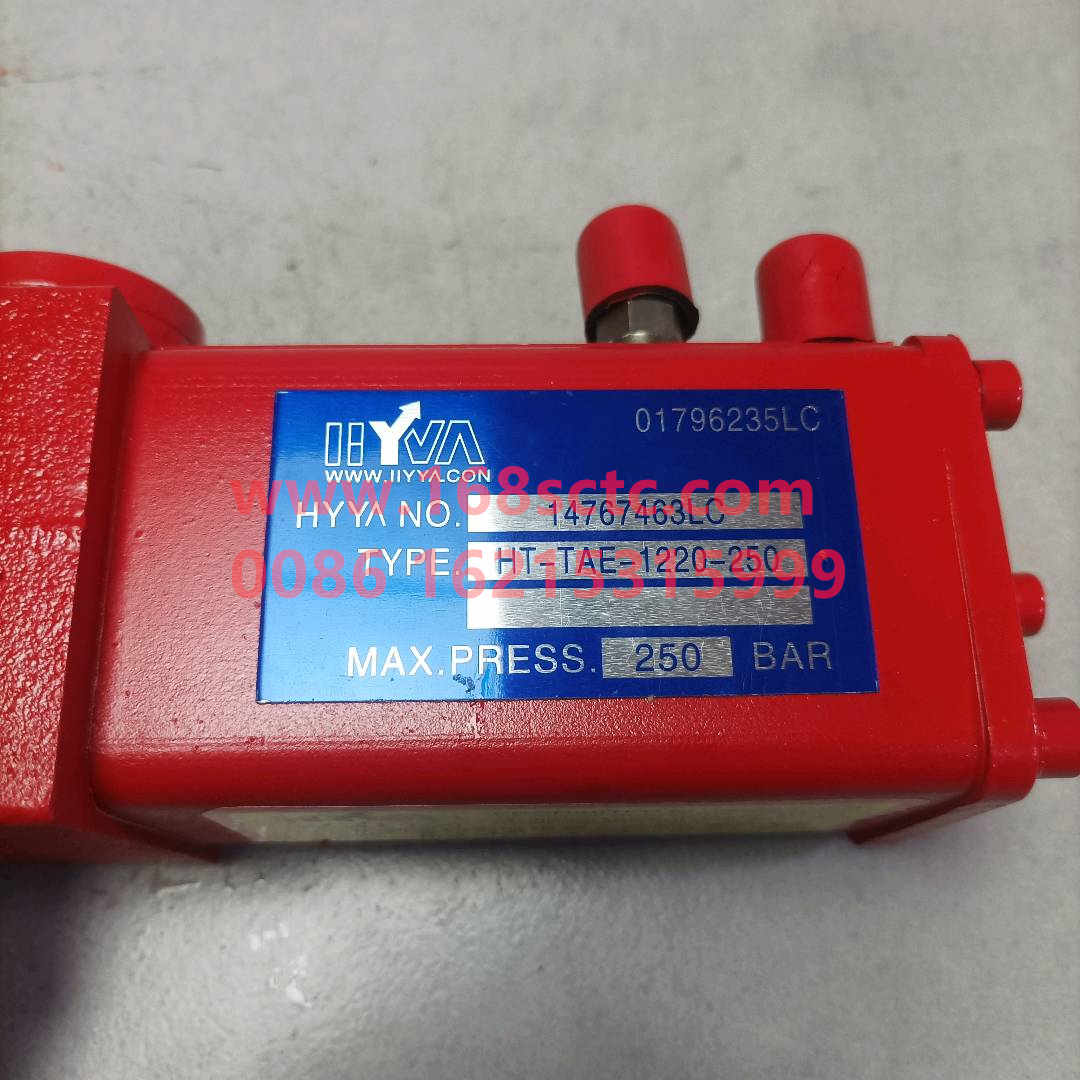 IIYVA
01796235LC
WWW.IIYYA.CON
www.168sctc.com
HYYA NO. 14767463LC
TYPE. HT-TAE-1220-250
0086 16215315999
MAX.PRESS. 250 BAR